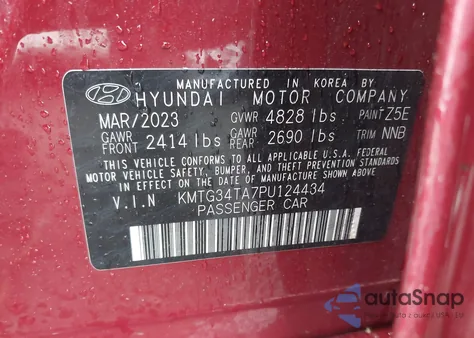 MANUFACTURED IN KOREA BY
HYUNDAI MOTOR COMPANY
MAR/2023 GVWR 4828 lbs PAINT Z5E
GAWR FRONT 2414 lbs GAWR REAR 2690 lbs TRIM NNB
THIS VEHICLE CONFORMS TO ALL APPLICABLE U.S. FEDERAL
MOTOR VEHICLE SAFETY, BUMPER, AND THEFT PREVENTION
STANDARDS IN EFFECT ON THE DATE OF MANUFACTURE SHOWN ABOVE.
V.I.N KMTG34TA7PU124434
PASSENGER CAR
autaSnap